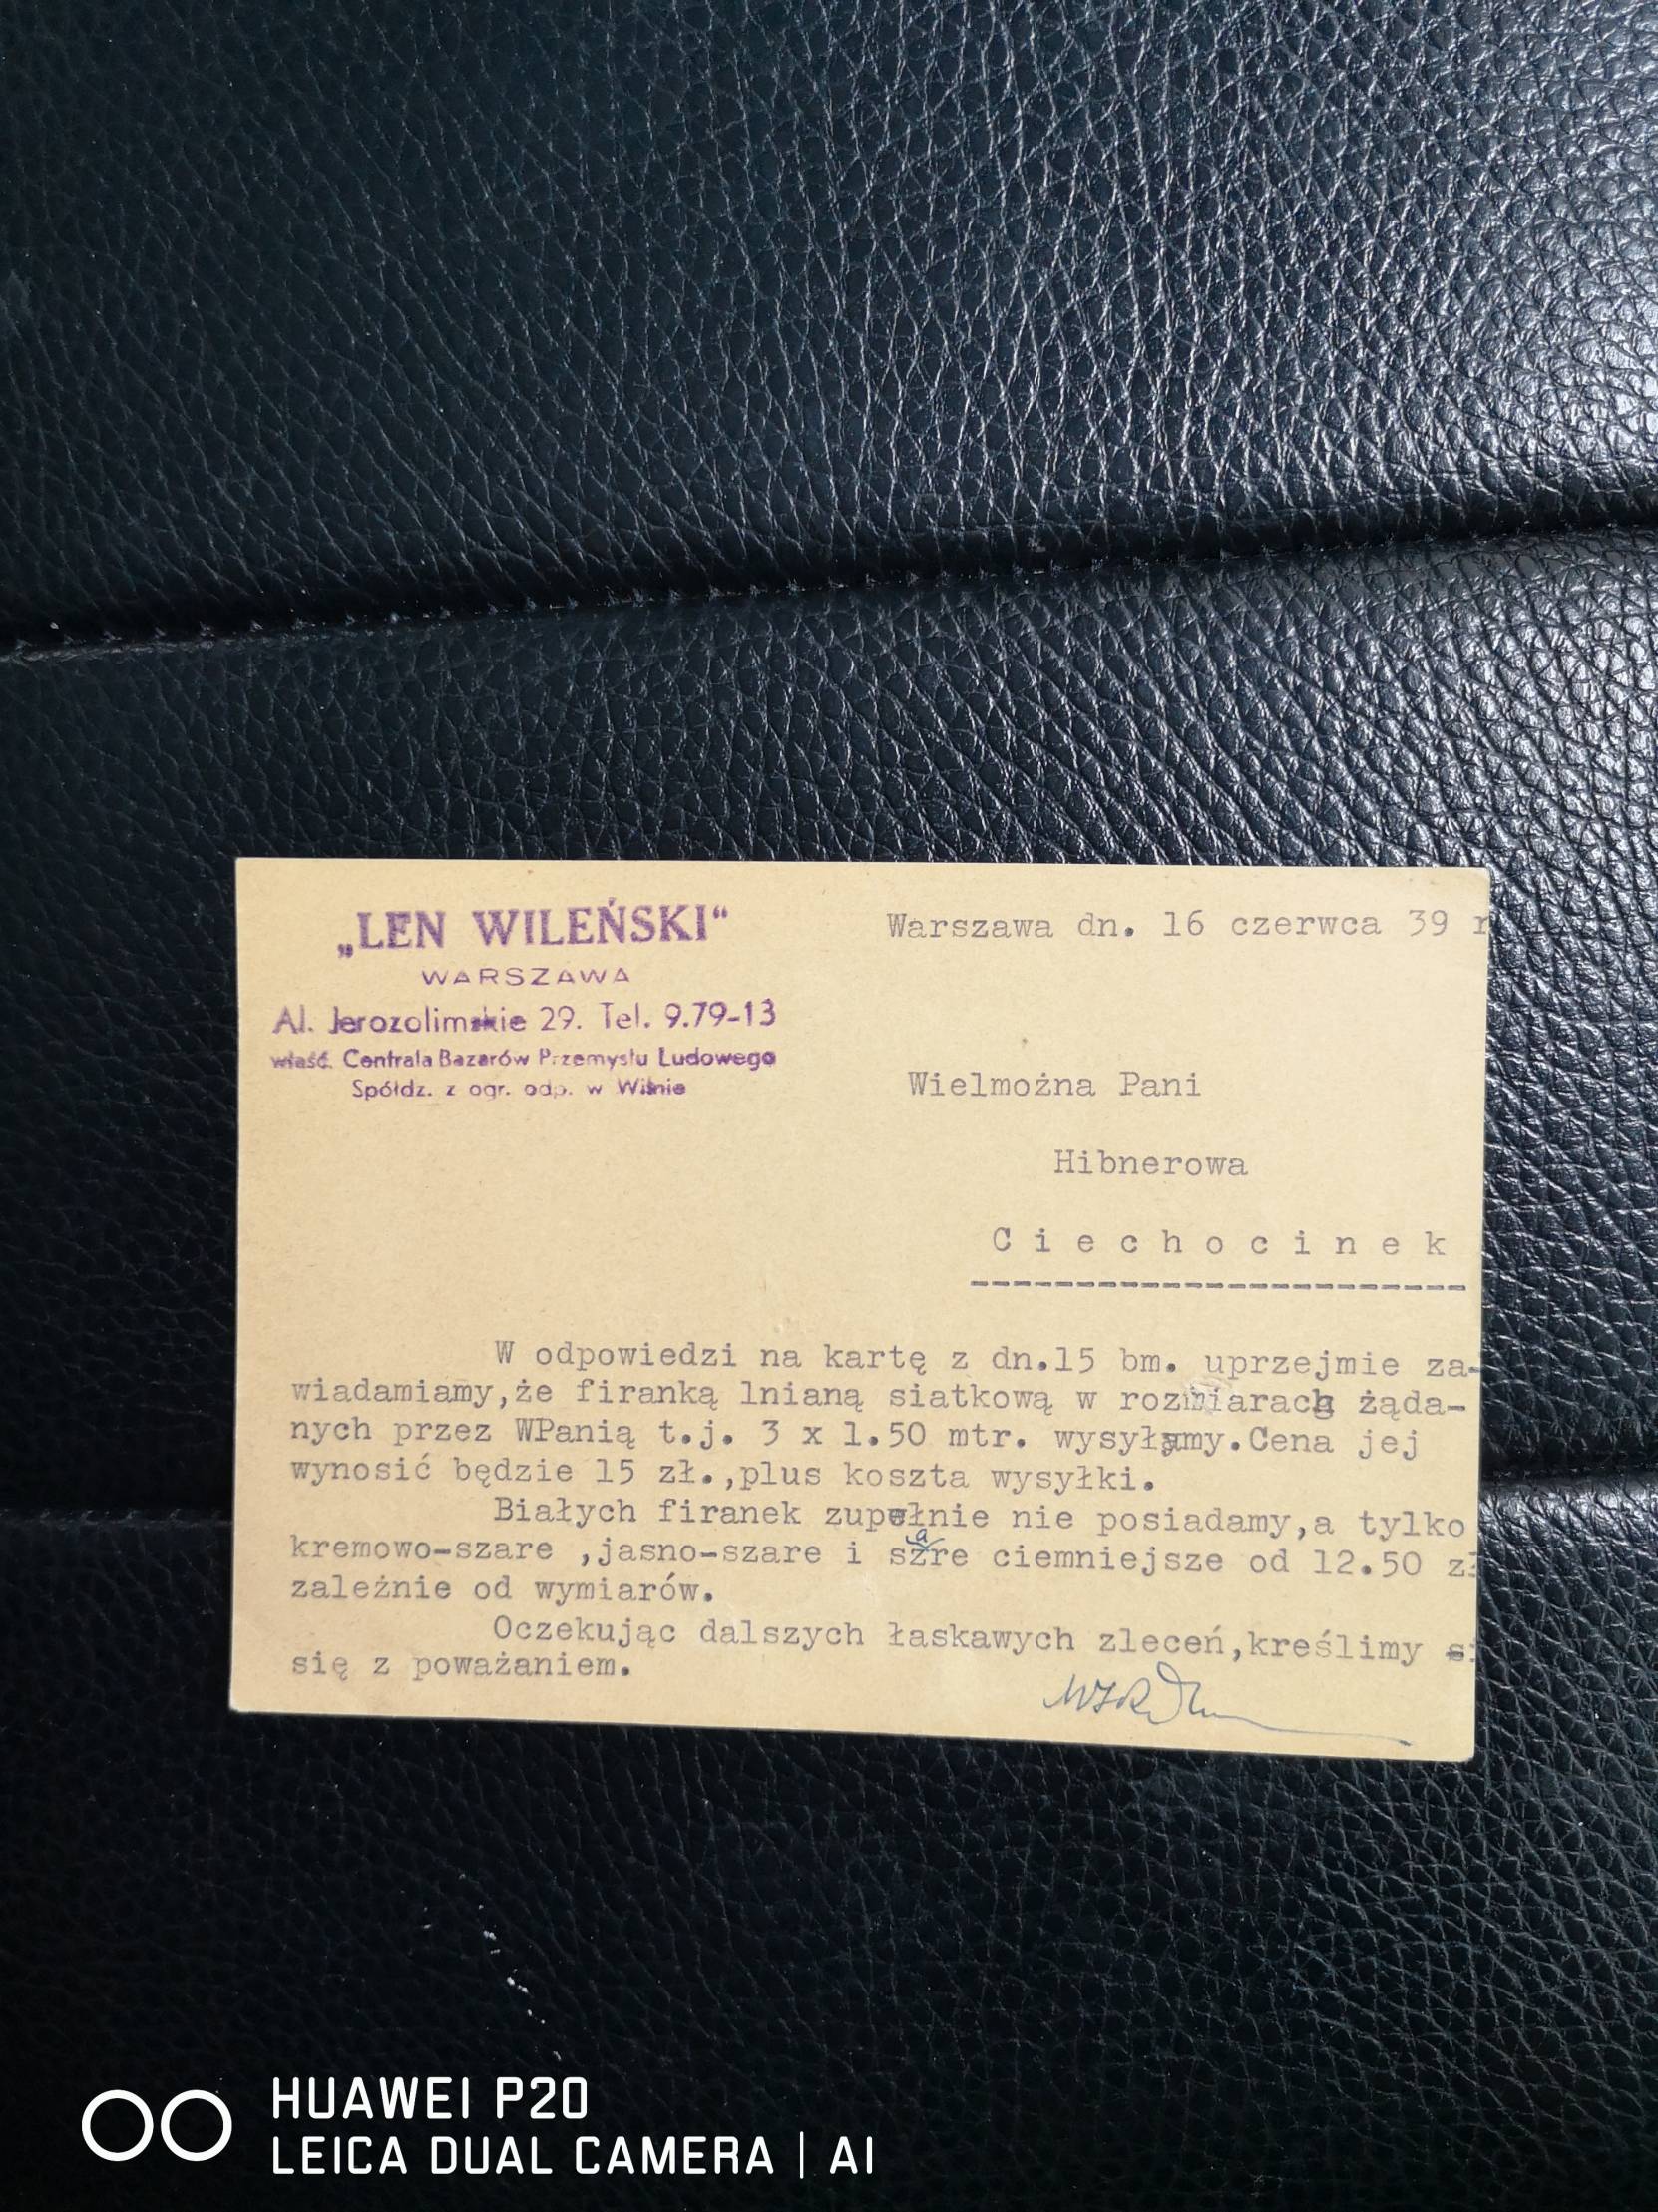 „LEN WILEŃSKI“
WARSZAWA
Al. Jerozolimskie 29. Tel. 9.79-13
właśc. Centrala Bazarów Przemysłu Ludowego
Spółdz. z ogr. odp. w Wilnie
Warszawa dn. 16 czerwca 39 r
Wielmożna Pani
Hibnerowa
Ciechocinek
W odpowiedzi na kartę z dn.15 bm. uprzejmie za-
wiadamiamy,że firanką lnianą siatkową w rozmiarach żąda-
nych przez WPanią t.j. 3 x 1.50 mtr. wysyłamy.Cena jej
wynosić będzie 15 zł.,plus koszta wysyłki.
Białych firanek zupełnie nie posiadamy,a tylko
kremowo-szare ,jasno-szare i szare ciemniejsze od 12.50 zł
zależnie od wymiarów.
Oczekując dalszych łaskawych zleceń,kreślimy
się z poważaniem.
HUAWEI P20
LEICA DUAL CAMERA | AI